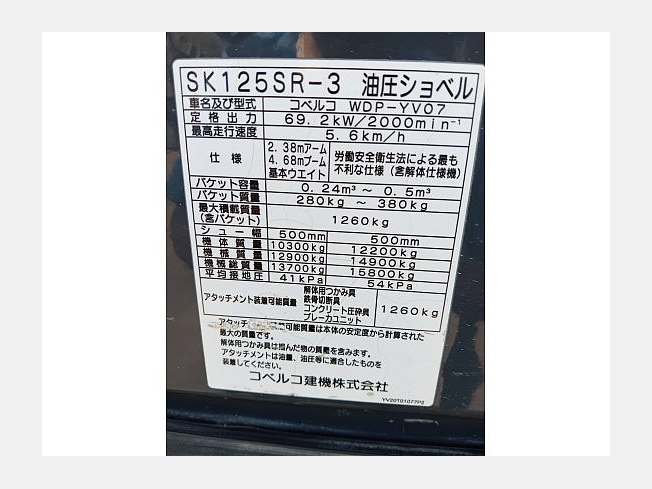 SK125SR-3 油圧ショベル
車名及び型式 コベルコ WDP-YV07
定格出力 69.2kW/2000min⁻¹
最高走行速度 5.6km/h
仕様 2.38mアーム 4.68mブーム 基本ウエイト 労働安全衛生法による最も不利な仕様（含解体仕様機）
バケット容量 0.24m³ ～ 0.5m³
バケット質量 280kg ～ 380kg
最大積載質量（含バケット） 1260kg
シュー幅 500mm 500mm
機体質量 10300kg 12200kg
機械質量 12900kg 14900kg
機械総質量 13700kg 15800kg
平均接地圧 41kPa 54kPa
アタッチメント装着可能質量 解体用つかみ具 鉄骨切断具 コンクリート圧砕具 ブレーカユニット 1260kg
アタッチ 可能質量は本体の安定度から計算された
最大の質量です。
解体用つかみ具は掴んだ物の質量を含みます。
アタッチメントは油量、油圧等に適合したものを
装着してください。
コベルコ建機株式会社
YV20T01077P2